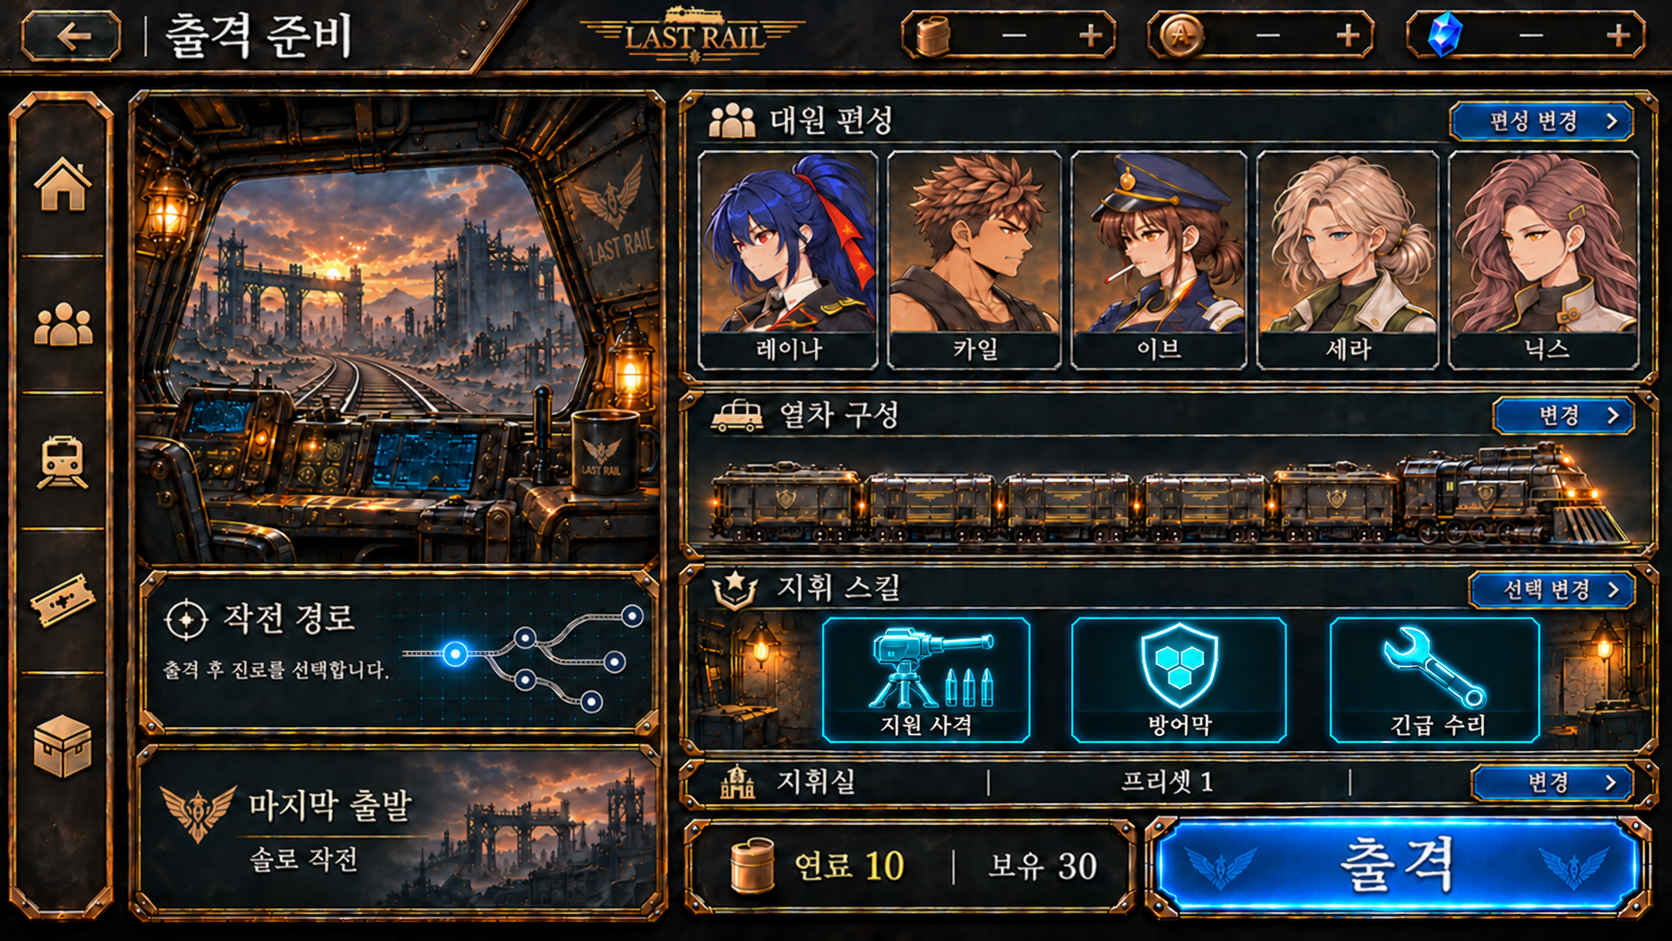 출격 준비
LAST RAIL
LAST RAIL
LAST RAIL
작전 경로
출격 후 진로를 선택합니다.
마지막 출발
솔로 작전
대원 편성
편성 변경
레이나
카일
이브
세라
닉스
열차 구성
변경
지휘 스킬
선택 변경
지원 사격
방어막
긴급 수리
지휘실
프리셋 1
변경
연료 10
보유 30
출격